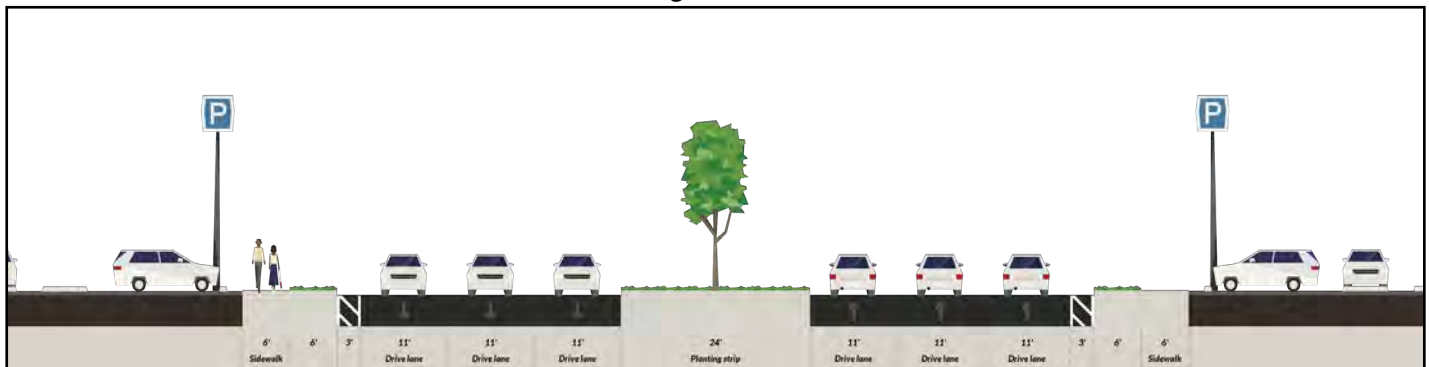 P
P
6' 6' 3' 11' 11' 11' 24' 11' 11' 11' 3' 6' 6'
Sidewalk Drive lane Drive lane Drive lane Planting strip Drive lane Drive lane Drive lane Sidewalk